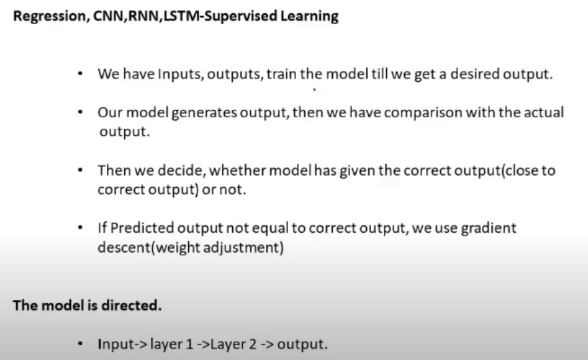 Regression, CNN,RNN,LSTM-Supervised Learning
• We have Inputs, outputs, train the model till we get a desired output.
• Our model generates output, then we have comparison with the actual
output.
• Then we decide, whether model has given the correct output(close to
correct output) or not.
• If Predicted output not equal to correct output, we use gradient
descent(weight adjustment)
The model is directed.
• Input-> layer 1 ->Layer 2 -> output.